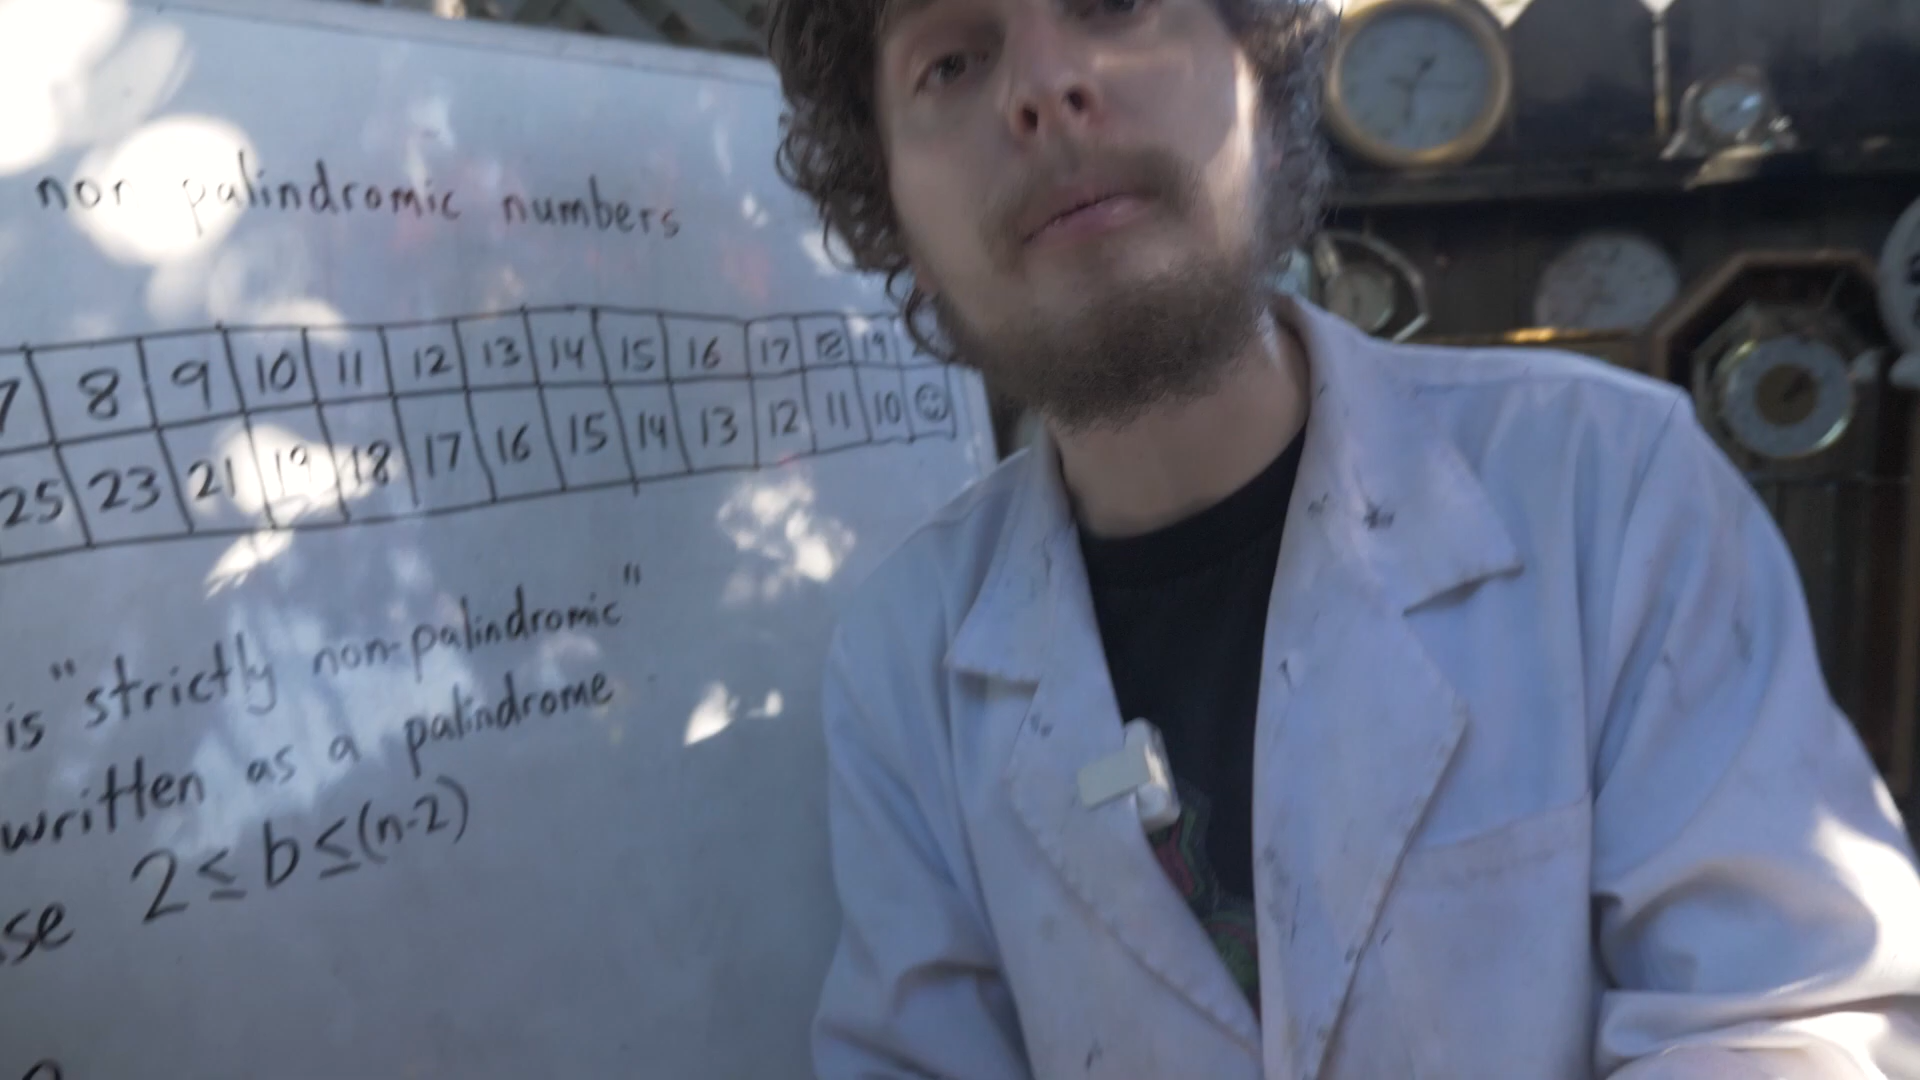 non palindromic numbers
7 8 9 10 11 12 13 14 15 16 17 18 19
25 23 21 19 18 17 16 15 14 13 12 11 10
is "strictly non-palindromic"
written as a palindrome
se 2 ≤ b ≤ (n-2)